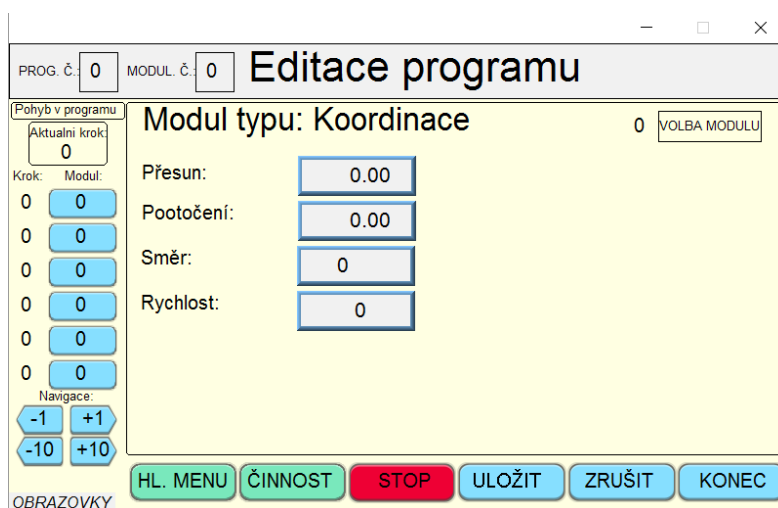 PROG. Č.: 0 MODUL. Č.: 0 Editace programu
Pohyb v programu
Aktualni krok:
0
Krok: Modul:
0 0
0 0
0 0
0 0
0 0
0 0
Navigace:
-1 +1
-10 +10
OBRAZOVKY
Modul typu: Koordinace 0 VOLBA MODULU
Přesun: 0.00
Pootočení: 0.00
Směr: 0
Rychlost: 0
HL. MENU ČINNOST STOP ULOŽIT ZRUŠIT KONEC